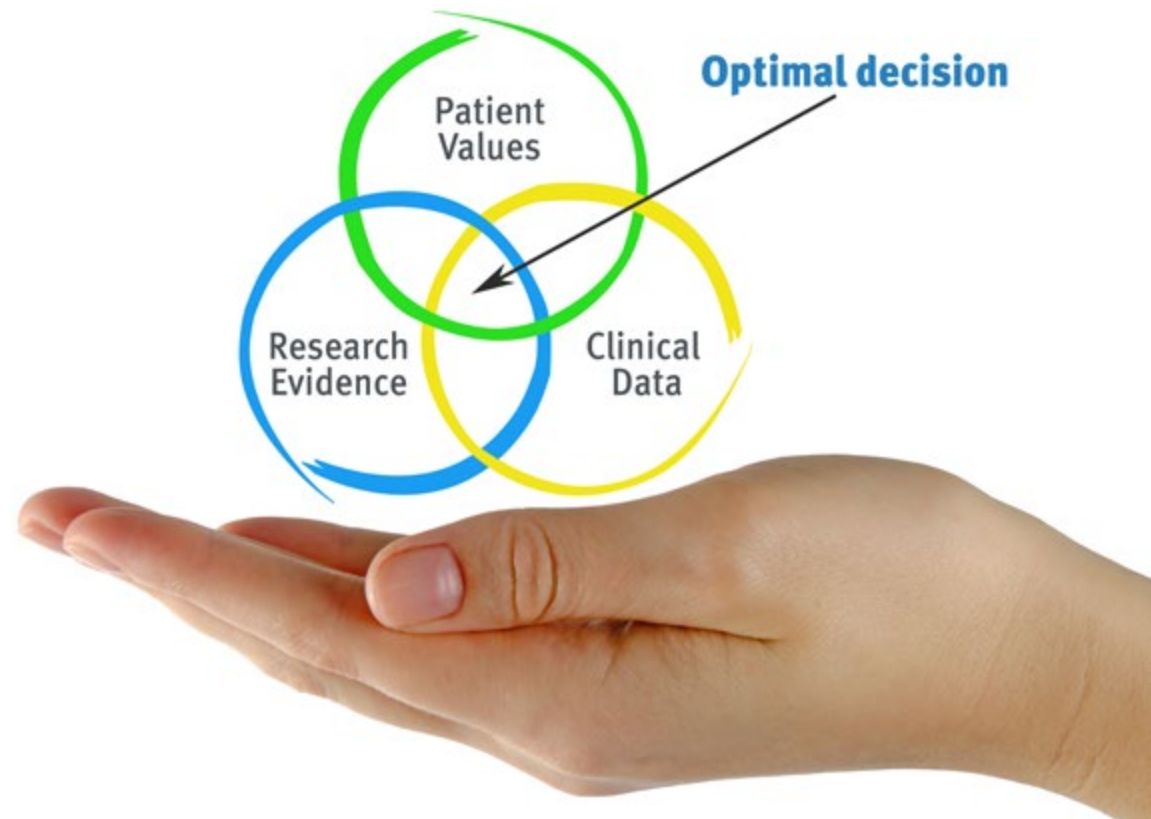 Patient
Values
Optimal decision
Research
Evidence
Clinical
Data